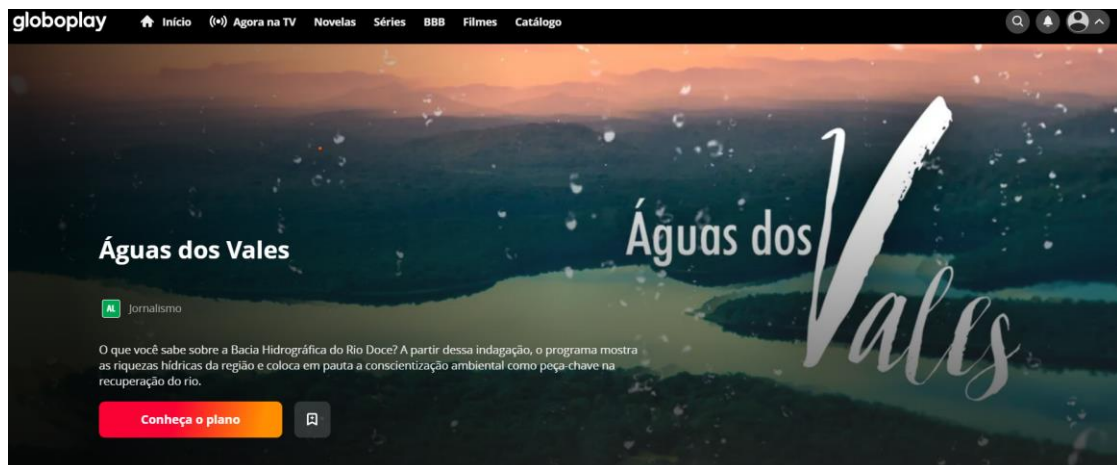 globoplay Início Agora na TV Novelas Séries BBB Filmes Catálogo
Águas dos Vales
Águas dos Vales
AL Jornalismo
O que você sabe sobre a Bacia Hidrográfica do Rio Doce? A partir dessa indagação, o programa mostra
as riquezas hídricas da região e coloca em pauta a conscientização ambiental como peça-chave na
recuperação do rio.
Conheça o plano